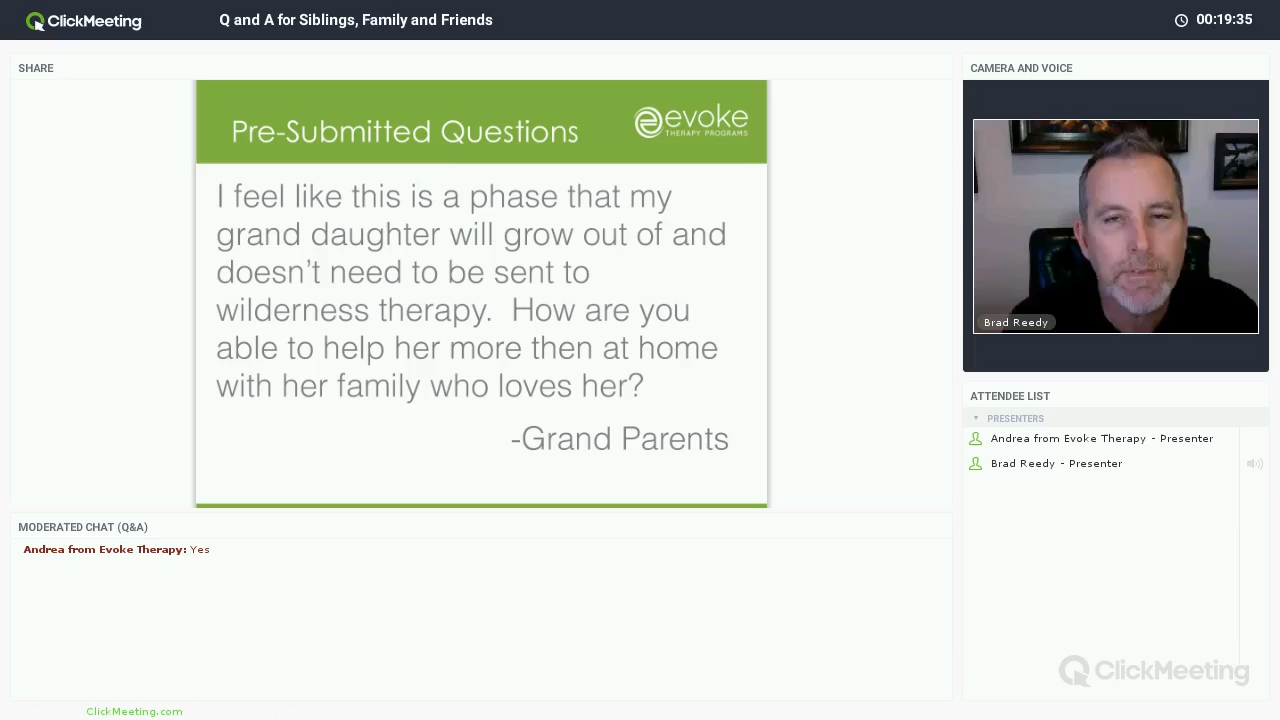 ClickMeeting
Q and A for Siblings, Family and Friends
00:19:35
SHARE
Pre-Submitted Questions
evoke
THERAPY PROGRAMS
I feel like this is a phase that my
grand daughter will grow out of and
doesn't need to be sent to
wilderness therapy.  How are you
able to help her more then at home
with her family who loves her?
-Grand Parents
MODERATED CHAT (Q&A)
Andrea from Evoke Therapy: Yes
CAMERA AND VOICE
Brad Reedy
ATTENDEE LIST
PRESENTERS
Andrea from Evoke Therapy - Presenter
Brad Reedy - Presenter
ClickMeeting
ClickMeeting.com